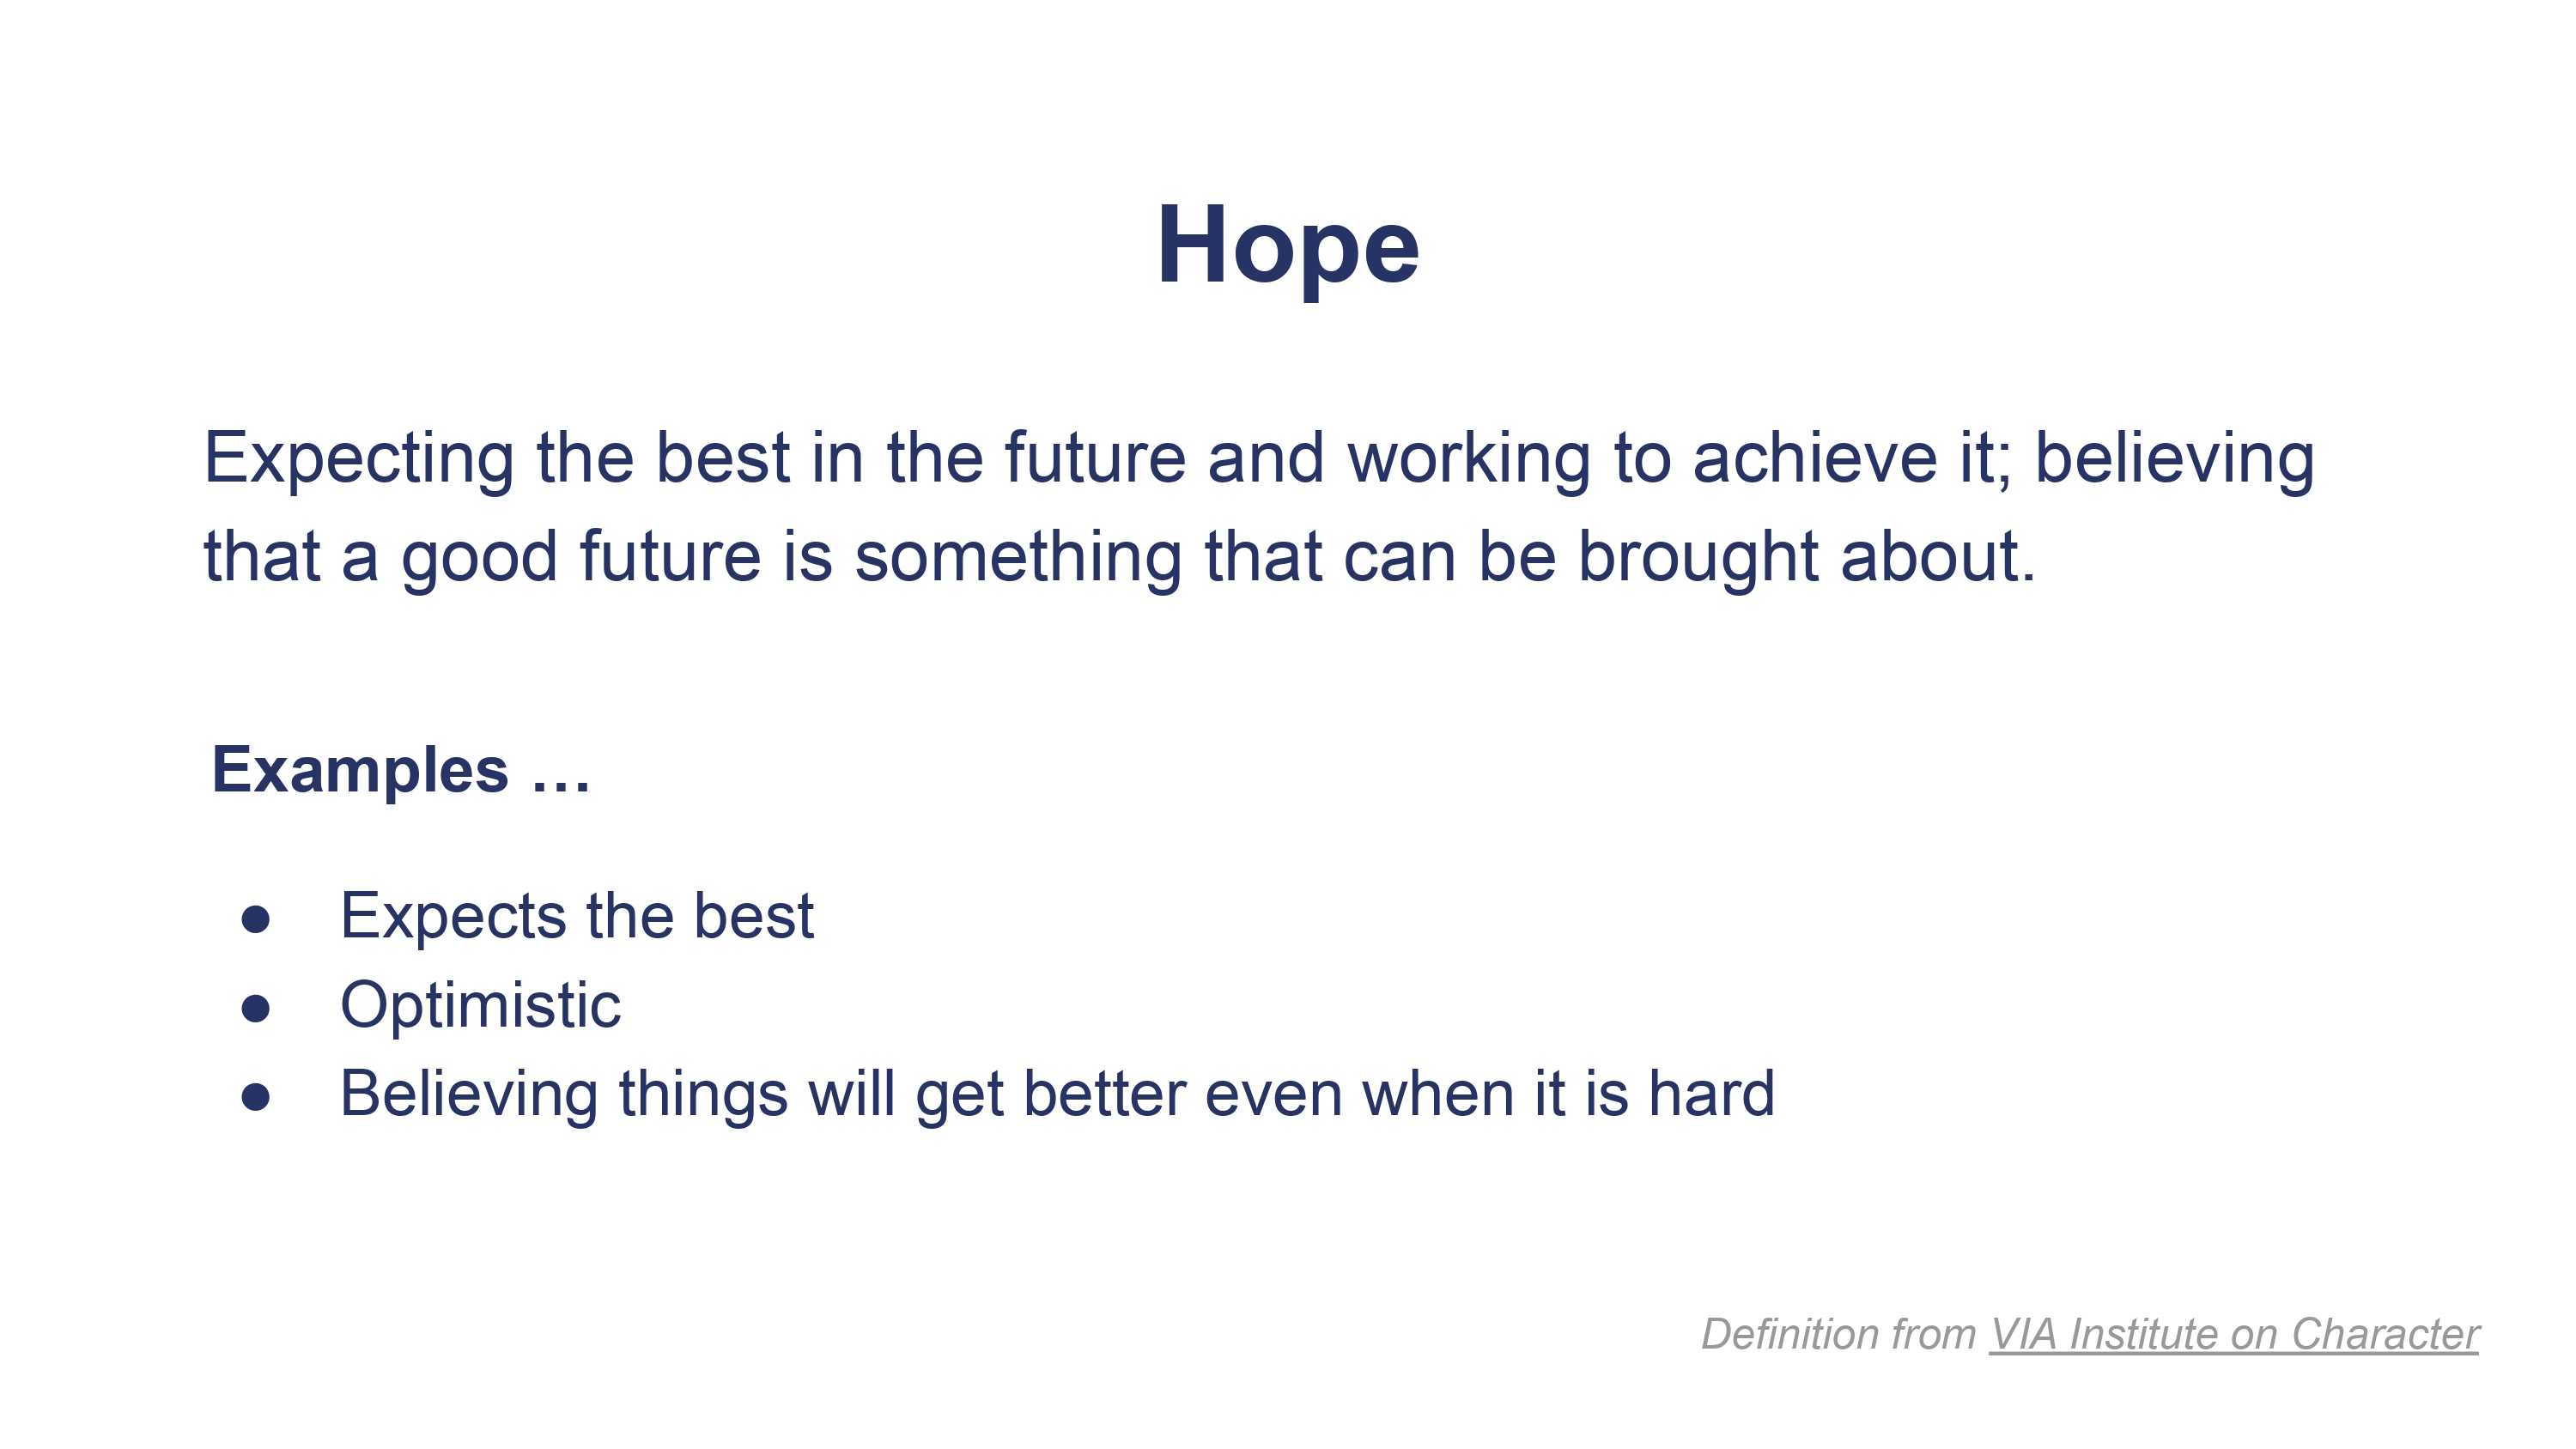 Hope
Expecting the best in the future and working to achieve it; believing
that a good future is something that can be brought about.
Examples …
● Expects the best
● Optimistic
● Believing things will get better even when it is hard
Definition from VIA Institute on Character